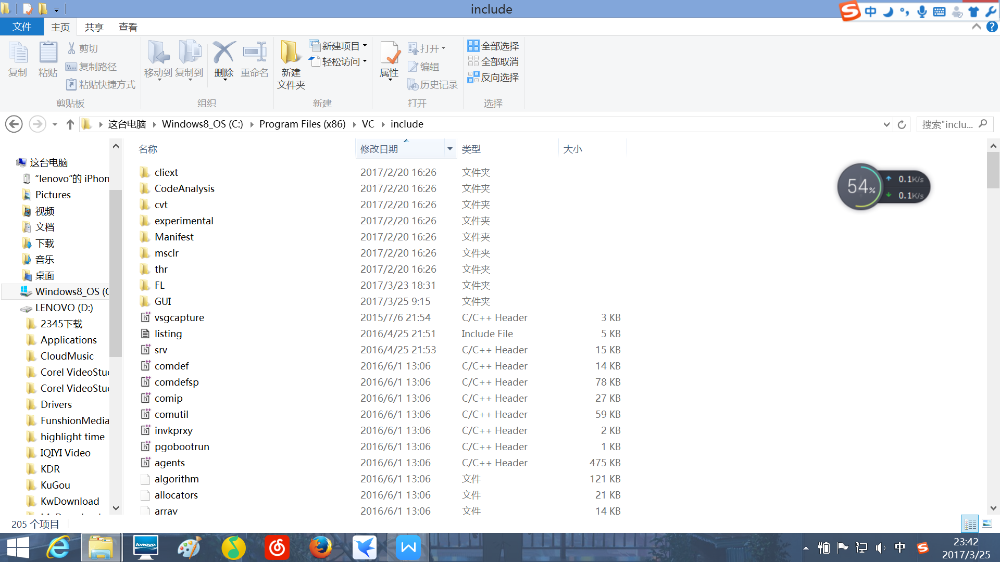 include
中
文件 主页 共享 查看
复制
粘贴
剪切
复制路径
粘贴快捷方式
剪贴板
移动到
复制到
删除
重命名
组织
新建
文件夹
新建项目
轻松访问
新建
属性
打开
编辑
历史记录
打开
全部选择
全部取消
反向选择
选择
这台电脑 Windows8_OS (C:) Program Files (x86) VC include
搜索"inclu...
这台电脑
“lenovo”的 iPhon
Pictures
视频
文档
下载
音乐
桌面
Windows8_OS (C
LENOVO (D:)
2345下载
Applications
CloudMusic
Corel VideoStu
Corel VideoStu
Drivers
FunshionMedia
highlight time
IQIYI Video
KDR
KuGou
KwDownload
名称 修改日期 类型 大小
cliext 2017/2/20 16:26 文件夹
CodeAnalysis 2017/2/20 16:26 文件夹
cvt 2017/2/20 16:26 文件夹
experimental 2017/2/20 16:26 文件夹
Manifest 2017/2/20 16:26 文件夹
msclr 2017/2/20 16:26 文件夹
thr 2017/2/20 16:26 文件夹
FL 2017/3/23 18:31 文件夹
GUI 2017/3/25 9:15 文件夹
vsgcapture 2015/7/6 21:54 C/C++ Header 3 KB
listing 2016/4/25 21:51 Include File 5 KB
srv 2016/4/25 21:53 C/C++ Header 15 KB
comdef 2016/6/1 13:06 C/C++ Header 14 KB
comdefsp 2016/6/1 13:06 C/C++ Header 78 KB
comip 2016/6/1 13:06 C/C++ Header 27 KB
comutil 2016/6/1 13:06 C/C++ Header 59 KB
invkprxy 2016/6/1 13:06 C/C++ Header 2 KB
pgobootrun 2016/6/1 13:06 C/C++ Header 1 KB
agents 2016/6/1 13:06 C/C++ Header 475 KB
algorithm 2016/6/1 13:06 文件 121 KB
allocators 2016/6/1 13:06 文件 21 KB
array 2016/6/1 13:06 文件 14 KB
54%
0.1K/s
0.1K/s
205 个项目
lenovo
中
23:42
2017/3/25